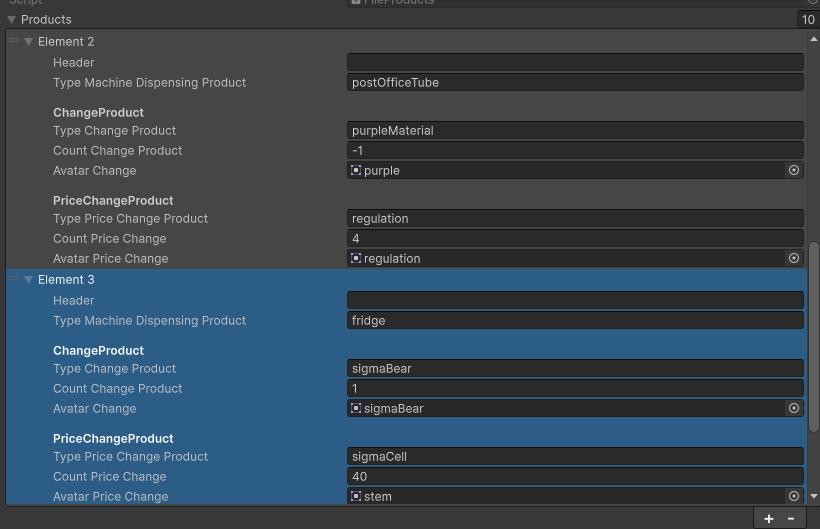 Script FileProducts
Products 10
Element 2
Header
Type Machine Dispensing Product postOfficeTube
ChangeProduct
Type Change Product purpleMaterial
Count Change Product -1
Avatar Change purple
PriceChangeProduct
Type Price Change Product regulation
Count Price Change 4
Avatar Price Change regulation
Element 3
Header
Type Machine Dispensing Product fridge
ChangeProduct
Type Change Product sigmaBear
Count Change Product 1
Avatar Change sigmaBear
PriceChangeProduct
Type Price Change Product sigmaCell
Count Price Change 40
Avatar Price Change stem
+ -